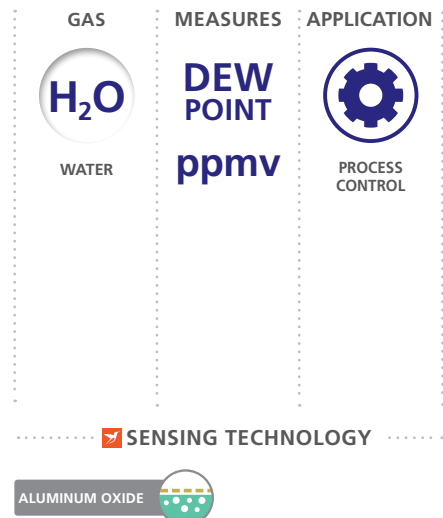 GAS
MEASURES
APPLICATION
H₂O
WATER
DEW
POINT
ppmv
PROCESS
CONTROL
SENSING TECHNOLOGY
ALUMINUM OXIDE